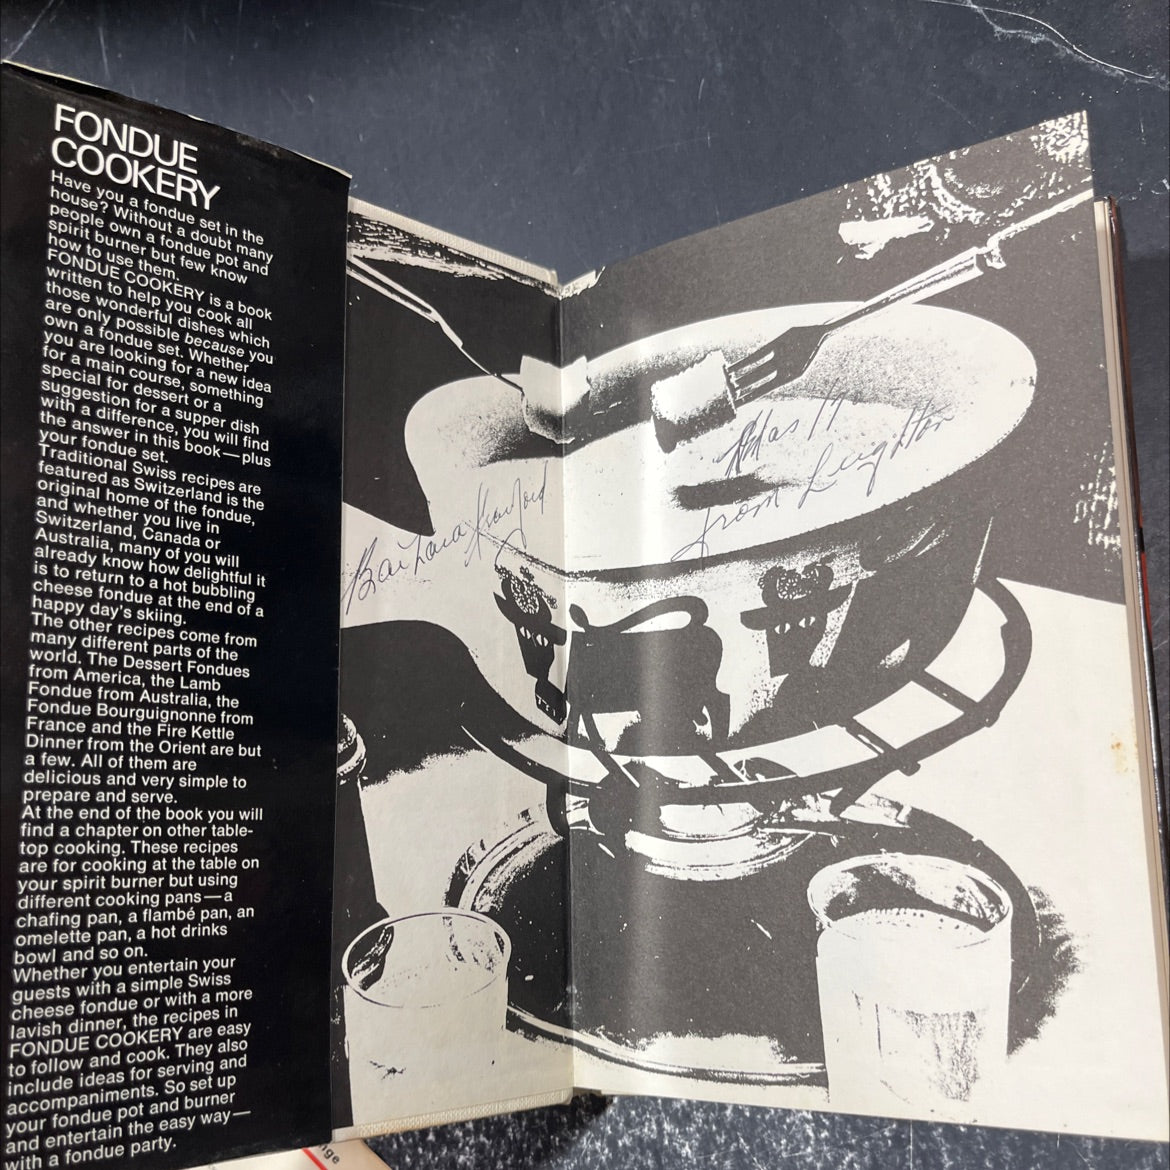 FONDUE
COOKERY
Have you a fondue set in the
house? Without a doubt many
people own a fondue pot and
spirit burner but few know
how to use them.
FONDUE COOKERY is a book
written to help you cook all
those wonderful dishes which
are only possible because you
own a fondue set. Whether
you are looking for a new idea
for a main course, something
special for dessert or a
suggestion for a supper dish
with a difference, you will find
the answer in this book—plus
your fondue set.
Traditional Swiss recipes are
featured as Switzerland is the
original home of the fondue,
and whether you live in
Switzerland, Canada or
Australia, many of you will
already know how delightful it
is to return to a hot bubbling
cheese fondue at the end of a
happy day's skiing.
The other recipes come from
many different parts of the
world. The Dessert Fondues
from America, the Lamb
Fondue from Australia, the
Fondue Bourguignonne from
France and the Fire Kettle
Dinner from the Orient are but
a few. All of them are
delicious and very simple to
prepare and serve.
At the end of the book you will
find a chapter on other table-
top cooking. These recipes
are for cooking at the table on
your spirit burner but using
different cooking pans—a
chafing pan, a flambé pan, an
omelette pan, a hot drinks
bowl and so on.
Whether you entertain your
guests with a simple Swiss
cheese fondue or with a more
lavish dinner, the recipes in
FONDUE COOKERY are easy
to follow and cook. They also
include ideas for serving and
accompaniments. So set up
your fondue pot and burner
and entertain the easy way—
with a fondue party.
Barbara
from Leighton